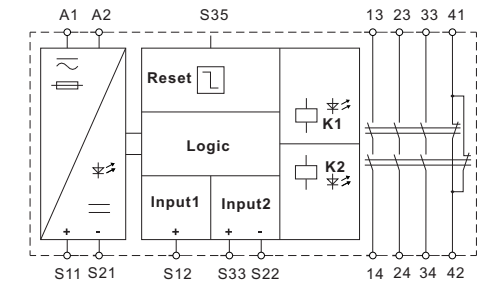 A1 A2 S35 13 23 33 41
Reset
K1
Logic
K2
Input1 Input2
+ - + + -
S11 S21 S12 S33 S22 14 24 34 42